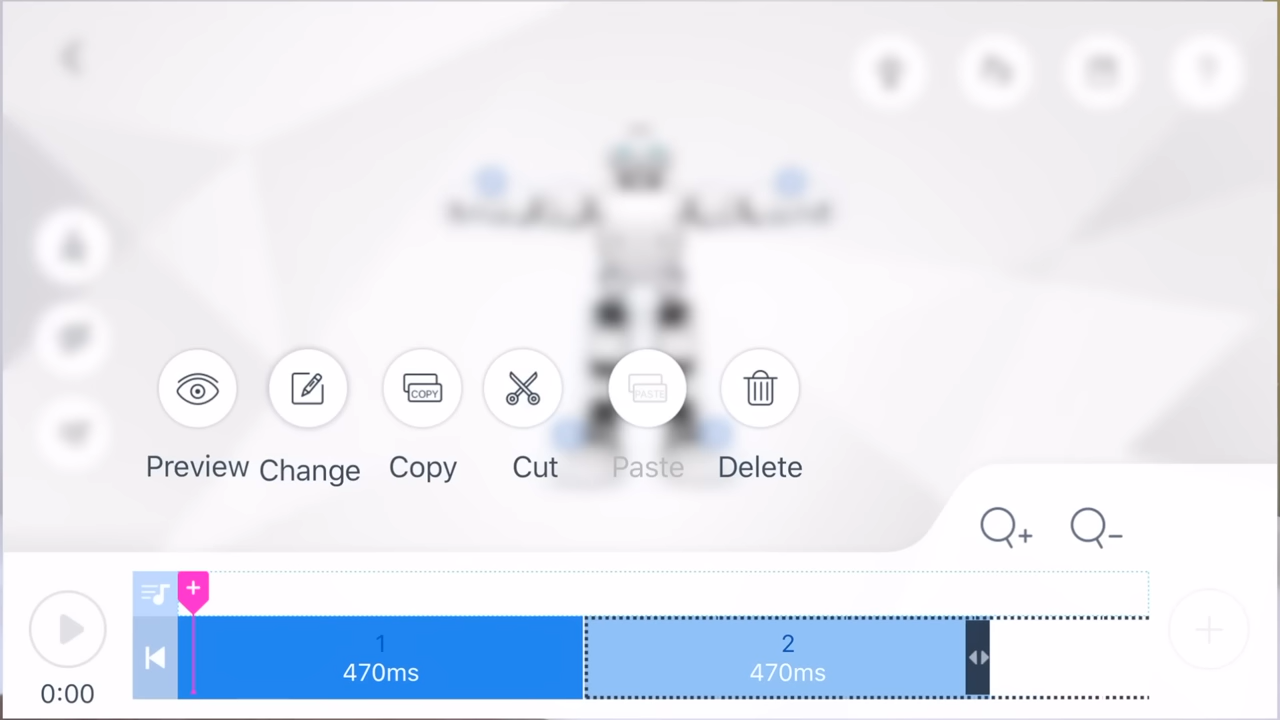 COPY
PASTE
Preview
Change
Copy
Cut
Paste
Delete
1
470ms
2
470ms
0:00